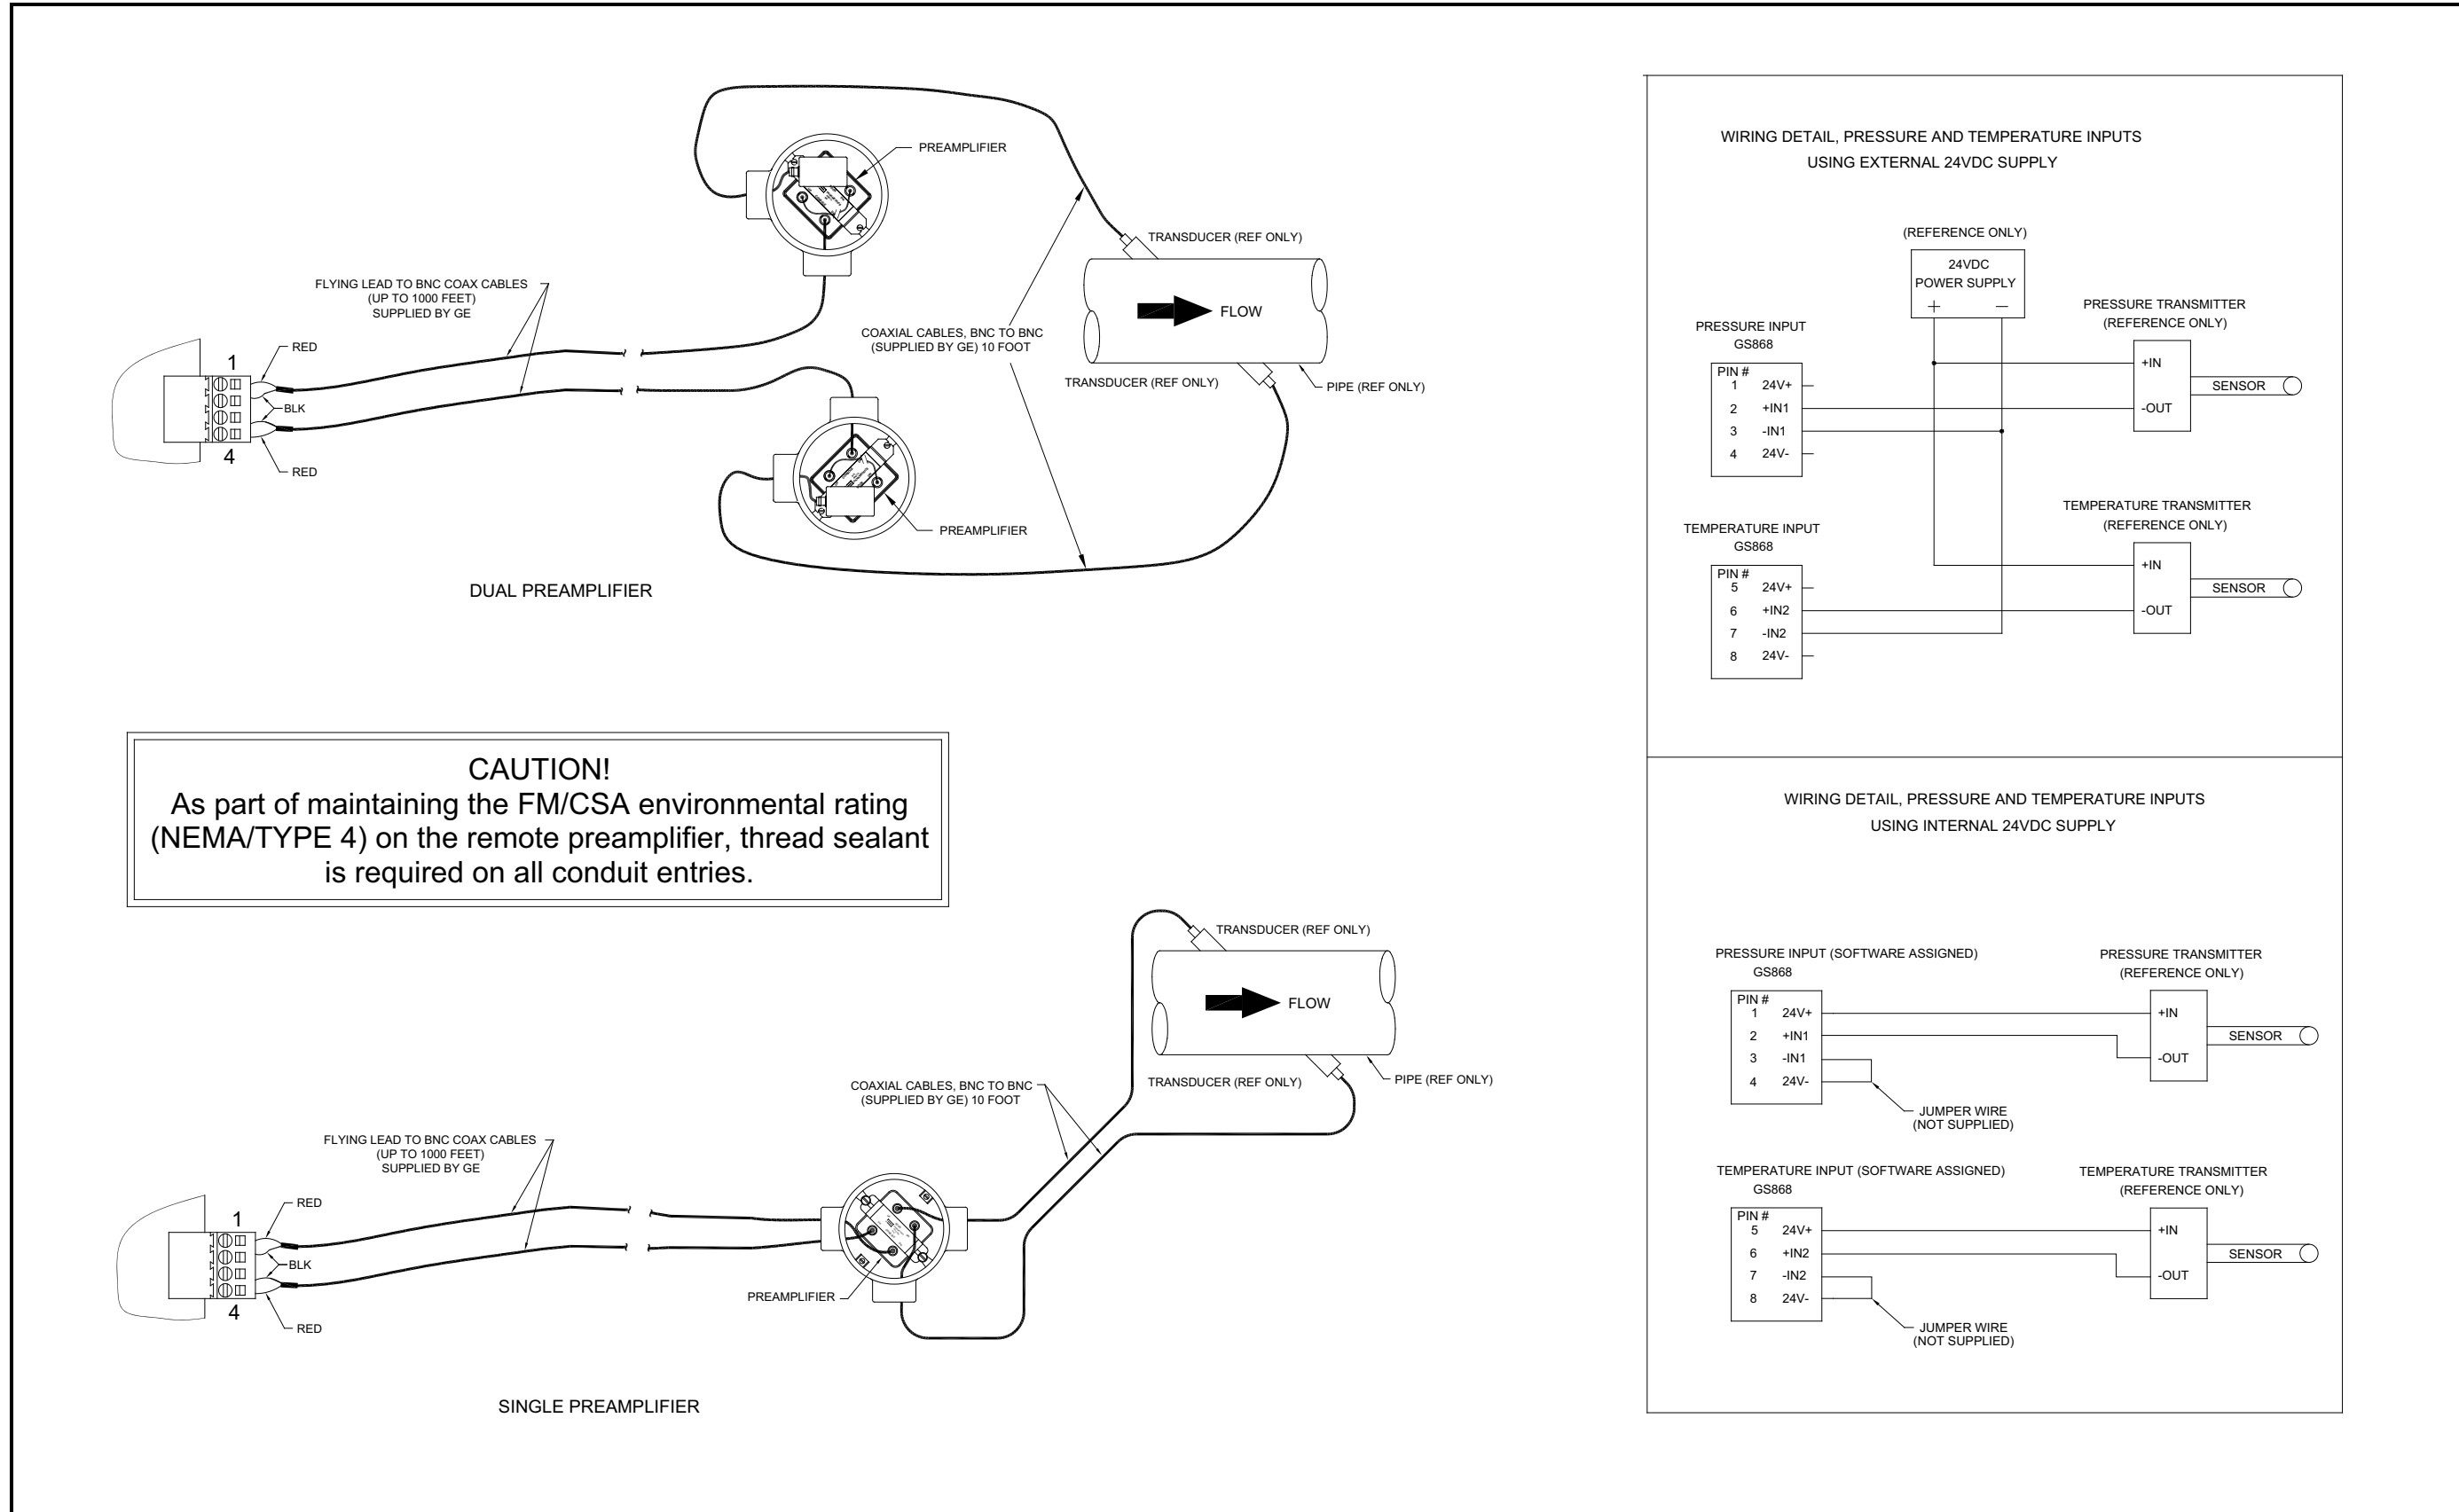 PREAMPLIFIER
TRANSDUCER (REF ONLY)
FLYING LEAD TO BNC COAX CABLES
(UP TO 1000 FEET)
SUPPLIED BY GE
FLOW
COAXIAL CABLES, BNC TO BNC
(SUPPLIED BY GE) 10 FOOT
RED
1
TRANSDUCER (REF ONLY)
PIPE (REF ONLY)
BLK
4
RED
PREAMPLIFIER
DUAL PREAMPLIFIER
CAUTION!
As part of maintaining the FM/CSA environmental rating
(NEMA/TYPE 4) on the remote preamplifier, thread sealant
is required on all conduit entries.
TRANSDUCER (REF ONLY)
FLOW
COAXIAL CABLES, BNC TO BNC
(SUPPLIED BY GE) 10 FOOT
TRANSDUCER (REF ONLY)
PIPE (REF ONLY)
FLYING LEAD TO BNC COAX CABLES
(UP TO 1000 FEET)
SUPPLIED BY GE
RED
1
BLK
4
RED
PREAMPLIFIER
SINGLE PREAMPLIFIER
WIRING DETAIL, PRESSURE AND TEMPERATURE INPUTS
USING EXTERNAL 24VDC SUPPLY
(REFERENCE ONLY)
24VDC
POWER SUPPLY
+ –
PRESSURE INPUT
GS868
PIN #
1 24V+
2 +IN1
3 -IN1
4 24V-
PRESSURE TRANSMITTER
(REFERENCE ONLY)
+IN
-OUT
SENSOR
TEMPERATURE INPUT
GS868
PIN #
5 24V+
6 +IN2
7 -IN2
8 24V-
TEMPERATURE TRANSMITTER
(REFERENCE ONLY)
+IN
-OUT
SENSOR
WIRING DETAIL, PRESSURE AND TEMPERATURE INPUTS
USING INTERNAL 24VDC SUPPLY
PRESSURE INPUT (SOFTWARE ASSIGNED)
GS868
PIN #
1 24V+
2 +IN1
3 -IN1
4 24V-
PRESSURE TRANSMITTER
(REFERENCE ONLY)
+IN
-OUT
SENSOR
JUMPER WIRE
(NOT SUPPLIED)
TEMPERATURE INPUT (SOFTWARE ASSIGNED)
GS868
PIN #
5 24V+
6 +IN2
7 -IN2
8 24V-
TEMPERATURE TRANSMITTER
(REFERENCE ONLY)
+IN
-OUT
SENSOR
JUMPER WIRE
(NOT SUPPLIED)